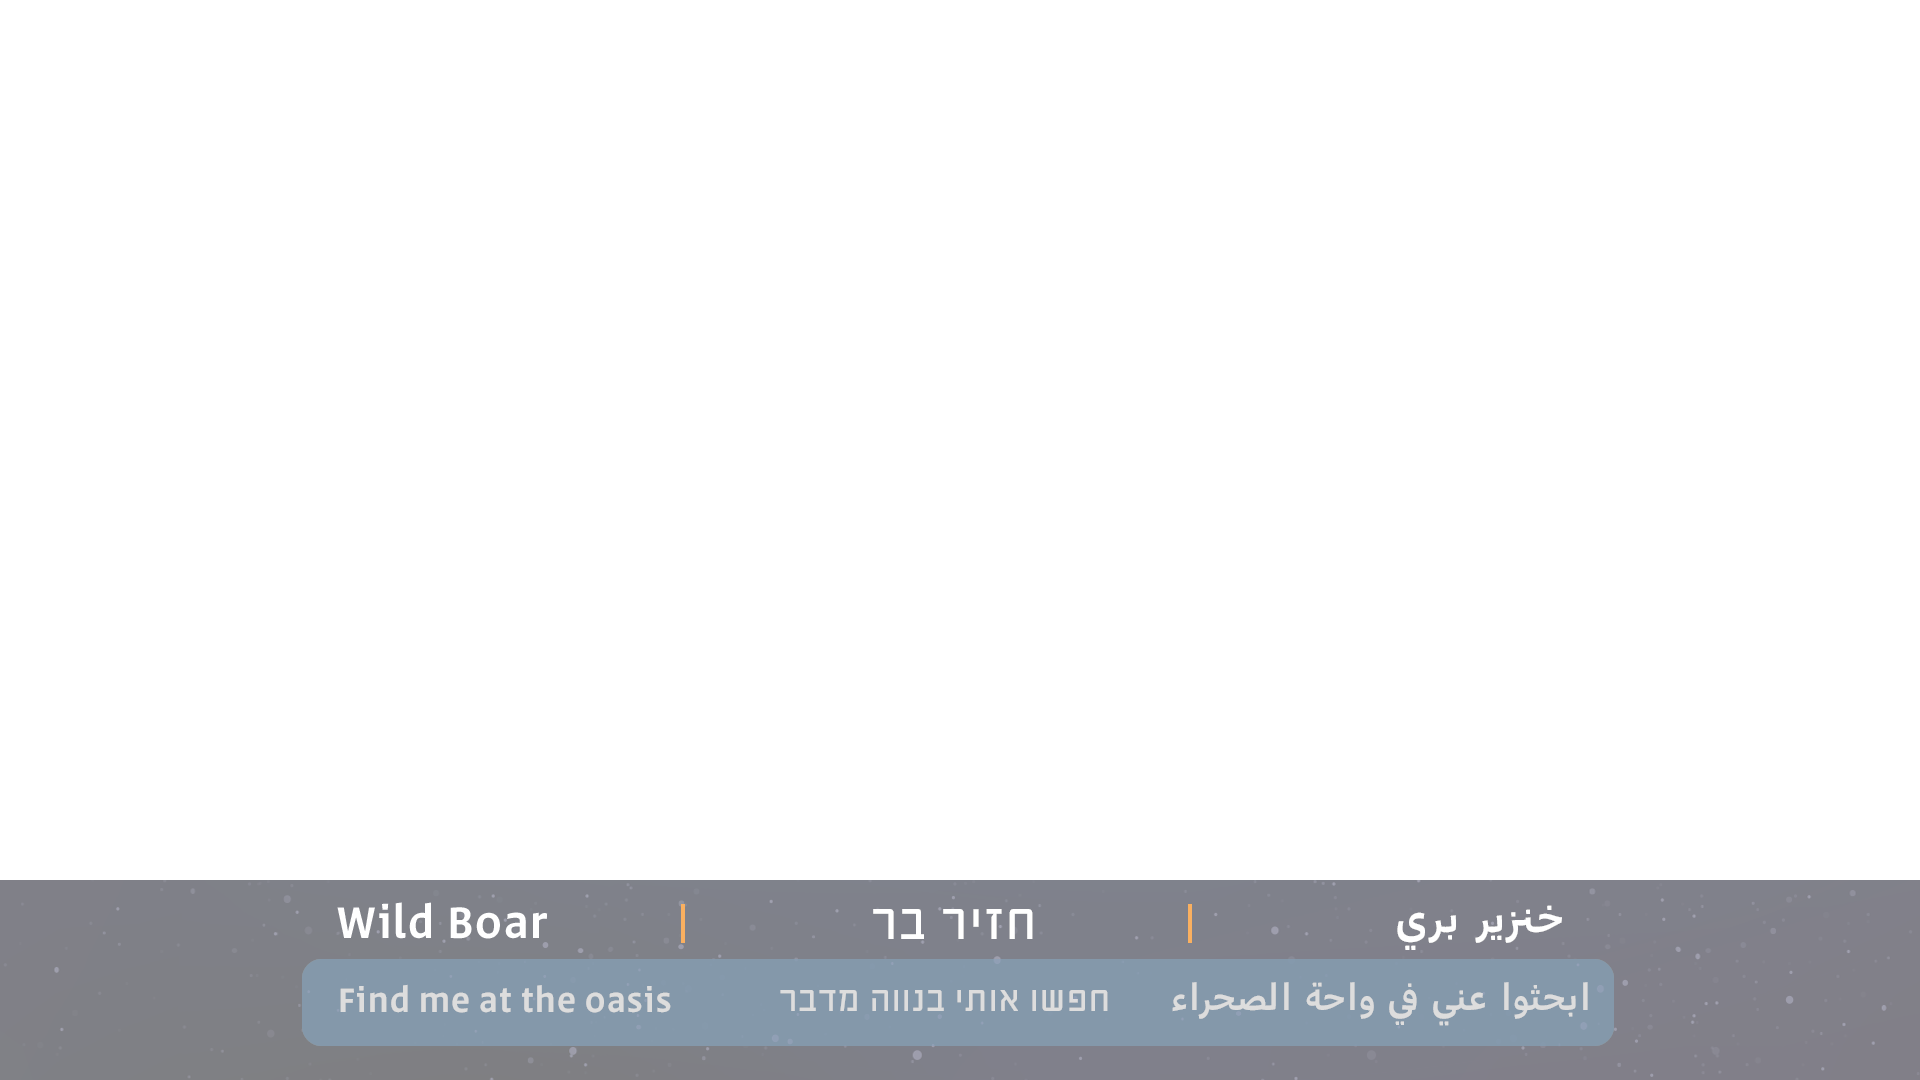 Wild Boar | חזיר בר | خنزير بري
Find me at the oasis חפשו אותי בנווה מדבר ابحثوا عني في واحة الصحراء